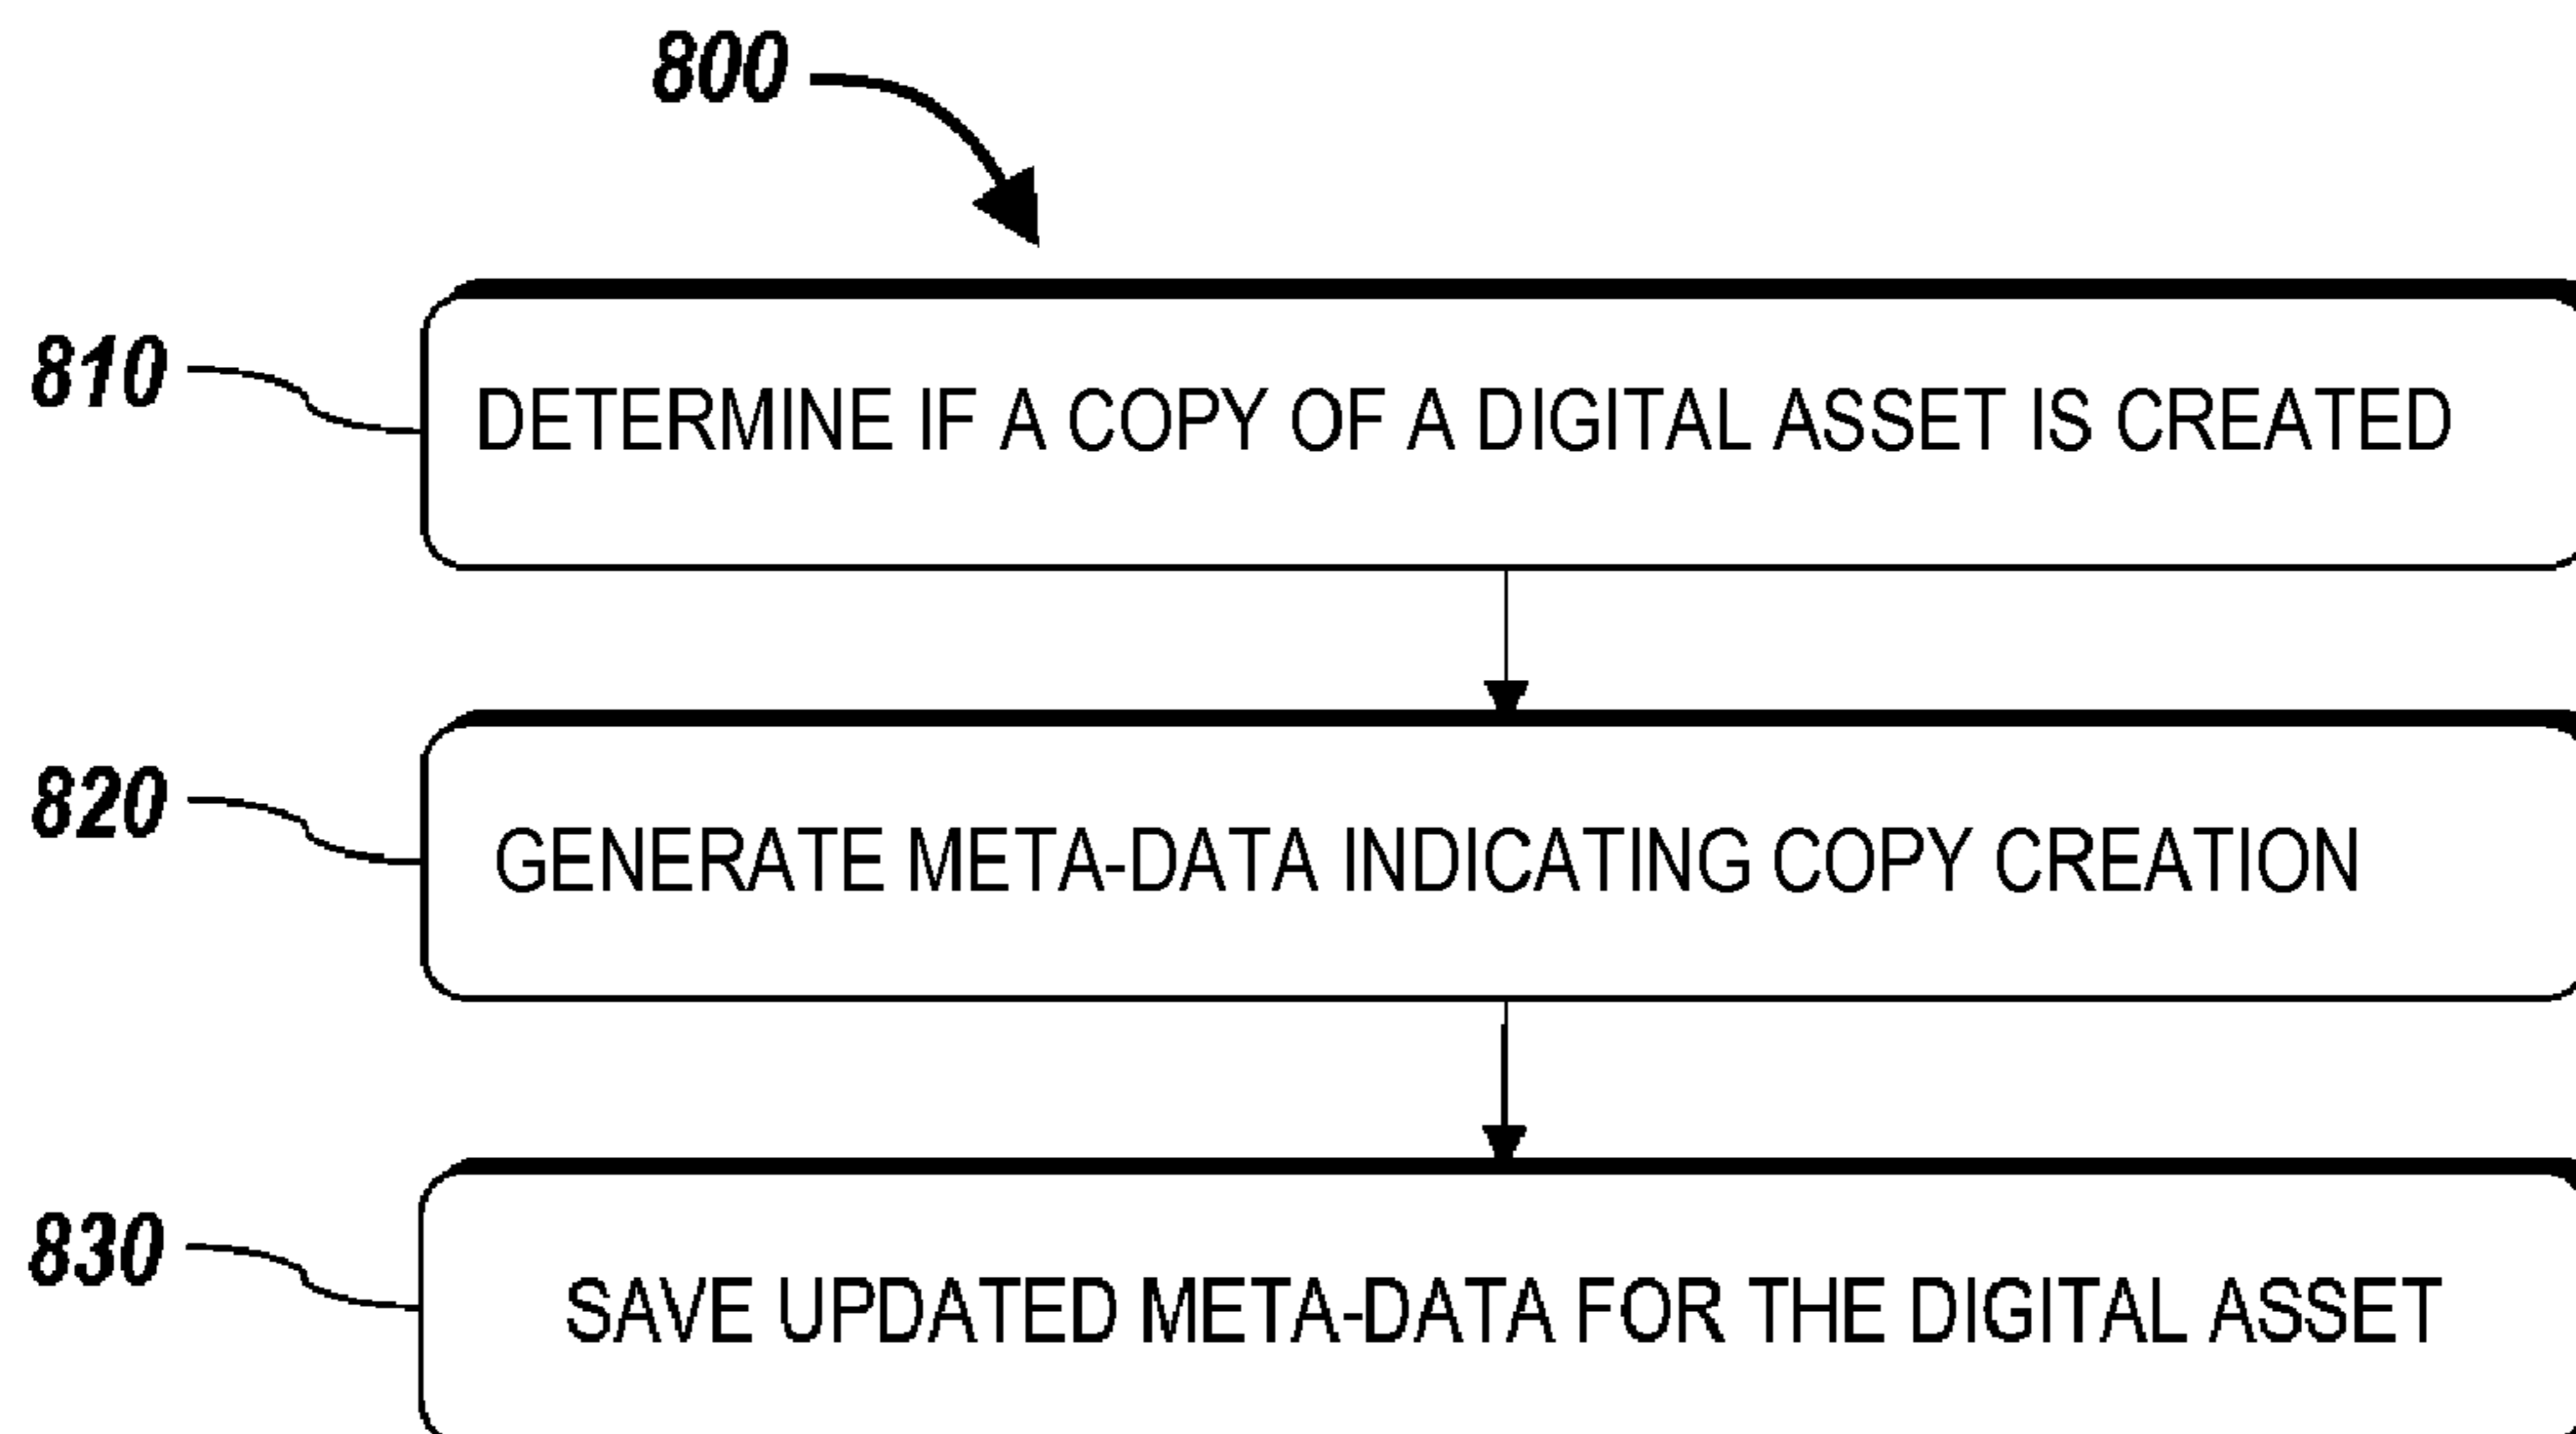 800
810
DETERMINE IF A COPY OF A DIGITAL ASSET IS CREATED
820
GENERATE META-DATA INDICATING COPY CREATION
830
SAVE UPDATED META-DATA FOR THE DIGITAL ASSET